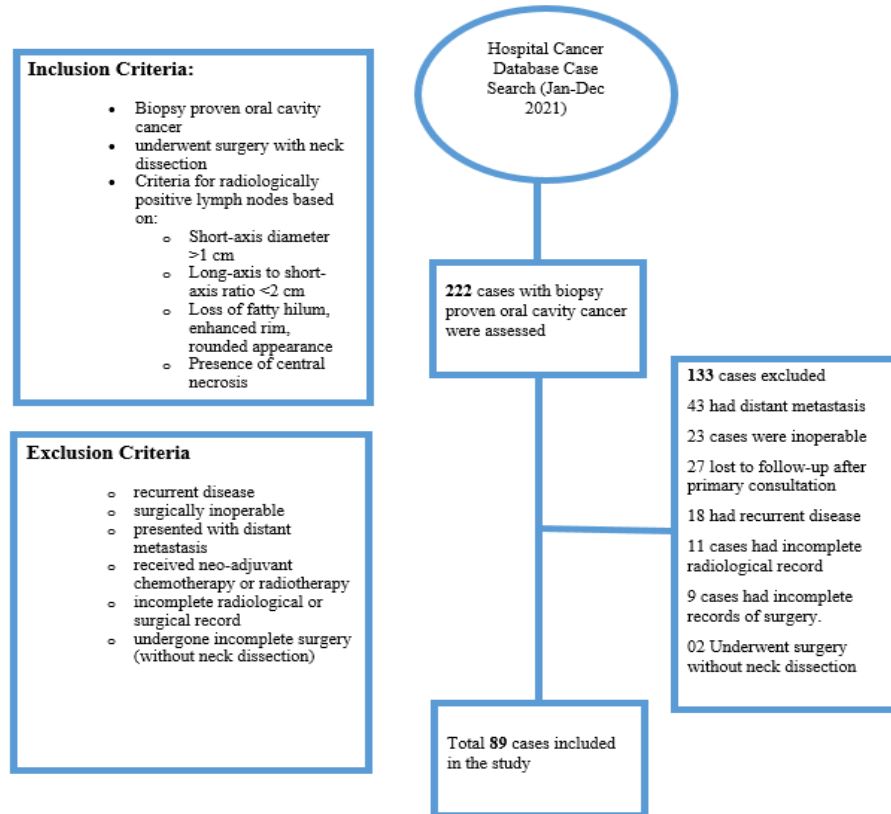 Inclusion Criteria:
• Biopsy proven oral cavity
cancer
• underwent surgery with neck
dissection
• Criteria for radiologically
positive lymph nodes based
on:
o Short-axis diameter
>1 cm
o Long-axis to short-
axis ratio <2 cm
o Loss of fatty hilum,
enhanced rim,
rounded appearance
o Presence of central
necrosis
Exclusion Criteria
o recurrent disease
o surgically inoperable
o presented with distant
metastasis
o received neo-adjuvant
chemotherapy or radiotherapy
o incomplete radiological or
surgical record
o undergone incomplete surgery
(without neck dissection)
Hospital Cancer
Database Case
Search (Jan-Dec
2021)
222 cases with biopsy
proven oral cavity cancer
were assessed
133 cases excluded
43 had distant metastasis
23 cases were inoperable
27 lost to follow-up after
primary consultation
18 had recurrent disease
11 cases had incomplete
radiological record
9 cases had incomplete
records of surgery.
02 Underwent surgery
without neck dissection
Total 89 cases included
in the study